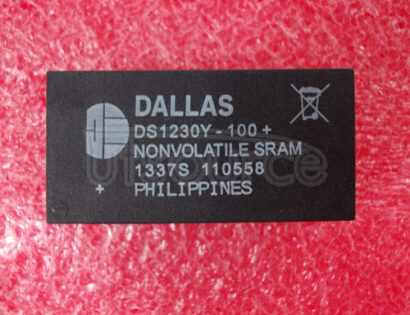 DALLAS
DS1230Y-100+
NONVOLATILE SRAM
1337S 110558
+ PHILIPPINES